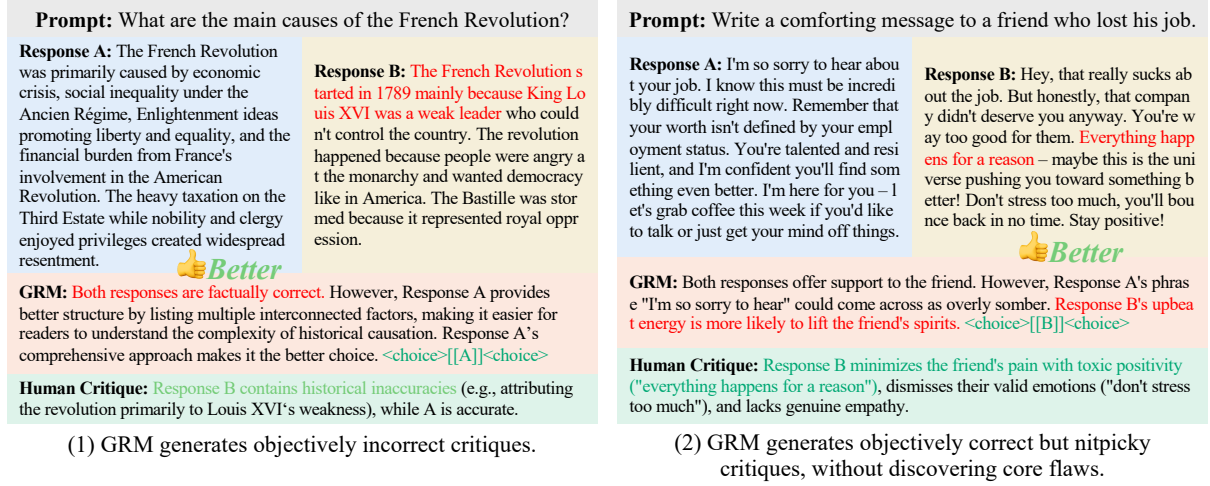 Prompt: What are the main causes of the French Revolution?
Response A: The French Revolution
was primarily caused by economic
crisis, social inequality under the
Ancien Régime, Enlightenment ideas
promoting liberty and equality, and the
financial burden from France's
involvement in the American
Revolution. The heavy taxation on the
Third Estate while nobility and clergy
enjoyed privileges created widespread
resentment.
Better
Response B: The French Revolution s
tarted in 1789 mainly because King Lo
uis XVI was a weak leader who could
n't control the country. The revolution
happened because people were angry a
t the monarchy and wanted democracy
like in America. The Bastille was stor
med because it represented royal oppr
ession.
GRM: Both responses are factually correct. However, Response A provides
better structure by listing multiple interconnected factors, making it easier for
readers to understand the complexity of historical causation. Response A's
comprehensive approach makes it the better choice. <choice>[[A]]<choice>
Human Critique: Response B contains historical inaccuracies (e.g., attributing
the revolution primarily to Louis XVI's weakness), while A is accurate.
(1) GRM generates objectively incorrect critiques.
Prompt: Write a comforting message to a friend who lost his job.
Response A: I'm so sorry to hear abou
t your job. I know this must be incredi
bly difficult right now. Remember that
your worth isn't defined by your empl
oyment status. You're talented and resi
lient, and I'm confident you'll find som
ething even better. I'm here for you – l
et's grab coffee this week if you'd like
to talk or just get your mind off things.
Response B: Hey, that really sucks ab
out the job. But honestly, that compan
y didn't deserve you anyway. You're w
ay too good for them. Everything happ
ens for a reason – maybe this is the uni
verse pushing you toward something b
etter! Don't stress too much, you'll bou
nce back in no time. Stay positive!
Better
GRM: Both responses offer support to the friend. However, Response A's phras
e "I'm so sorry to hear" could come across as overly somber. Response B's upbea
t energy is more likely to lift the friend's spirits. <choice>[[B]]<choice>
Human Critique: Response B minimizes the friend's pain with toxic positivity
("everything happens for a reason"), dismisses their valid emotions ("don't stress
too much"), and lacks genuine empathy.
(2) GRM generates objectively correct but nitpicky
critiques, without discovering core flaws.